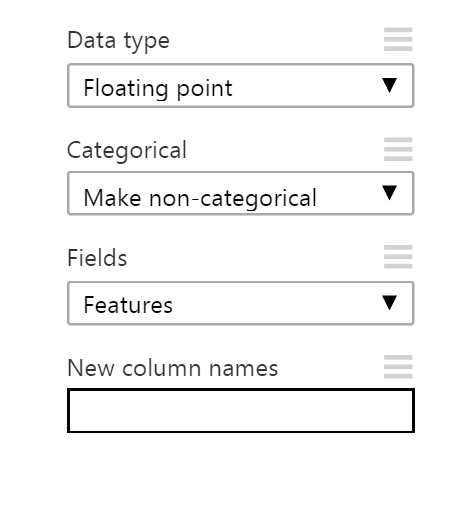 Data type
Floating point
Categorical
Make non-categorical
Fields
Features
New column names